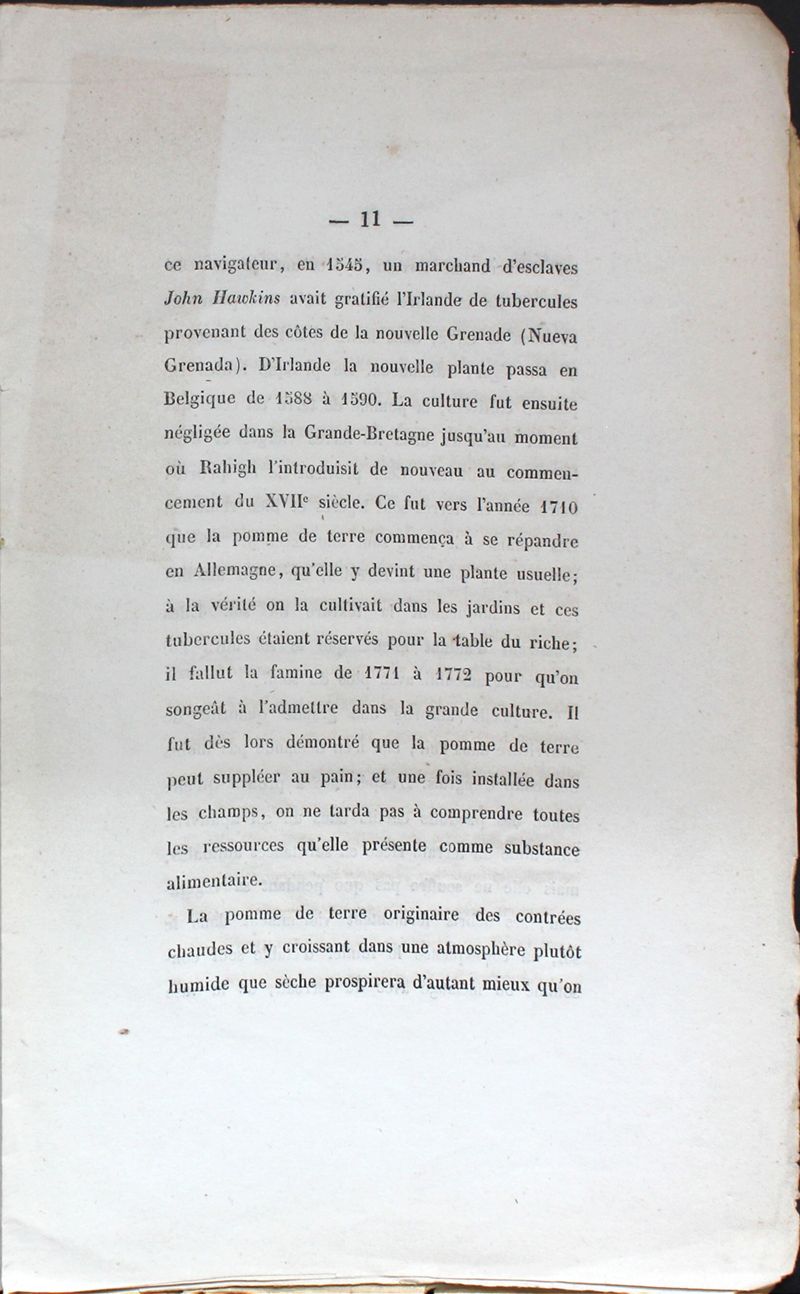 — 11 —
ce navigateur, en 1545, un marchand d'esclaves
John Hawkins avait gratifié l'Irlande de tubercules
provenant des côtes de la nouvelle Grenade (Nueva
Grenada). D'Irlande la nouvelle plante passa en
Belgique de 1588 à 1590. La culture fut ensuite
négligée dans la Grande-Bretagne jusqu'au moment
où Rahigh l'introduisit de nouveau au commen-
cement du XVIIe siècle. Ce fut vers l'année 1710
que la pomme de terre commença à se répandre
en Allemagne, qu'elle y devint une plante usuelle;
à la vérité on la cultivait dans les jardins et ces
tubercules étaient réservés pour la table du riche;
il fallut la famine de 1771 à 1772 pour qu'on
songeât à l'admettre dans la grande culture. Il
fut dès lors démontré que la pomme de terre
peut suppléer au pain; et une fois installée dans
les champs, on ne tarda pas à comprendre toutes
les ressources qu'elle présente comme substance
alimentaire.
La pomme de terre originaire des contrées
chaudes et y croissant dans une atmosphère plutôt
humide que sèche prospirera d'autant mieux qu'on